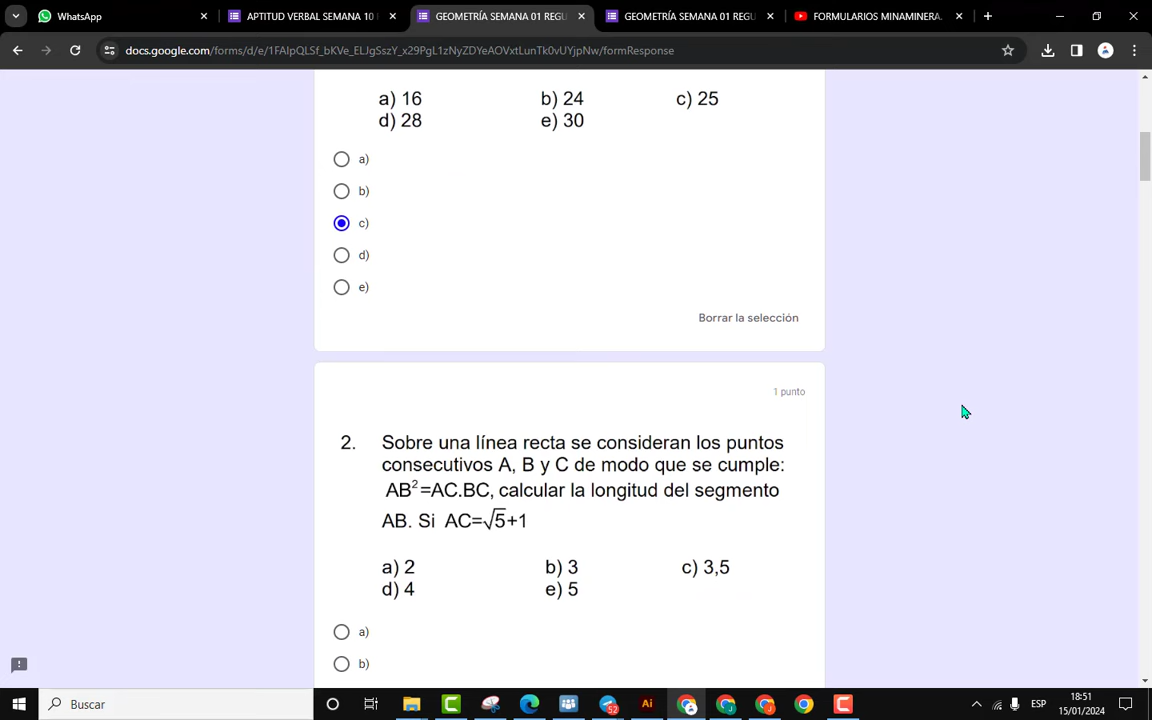 WhatsApp
APTITUD VERBAL SEMANA 10
GEOMETRÍA SEMANA 01 REGU
GEOMETRÍA SEMANA 01 REGU
FORMULARIOS MINAMINERA.
docs.google.com/forms/d/e/1FAIpQLSf_bKVe_ELJgSszY_x29PgL1zNyZDYeAOVxtLunTk0vUYjpNw/formResponse
a) 16 b) 24 c) 25
d) 28 e) 30
a)
b)
c)
d)
e)
Borrar la selección
1 punto
2. Sobre una línea recta se consideran los puntos
consecutivos A, B y C de modo que se cumple:
AB²=AC.BC, calcular la longitud del segmento
AB. Si AC=√5+1
a) 2 b) 3 c) 3,5
d) 4 e) 5
a)
b)
Buscar
52
Ai
ESP
18:51
15/01/2024